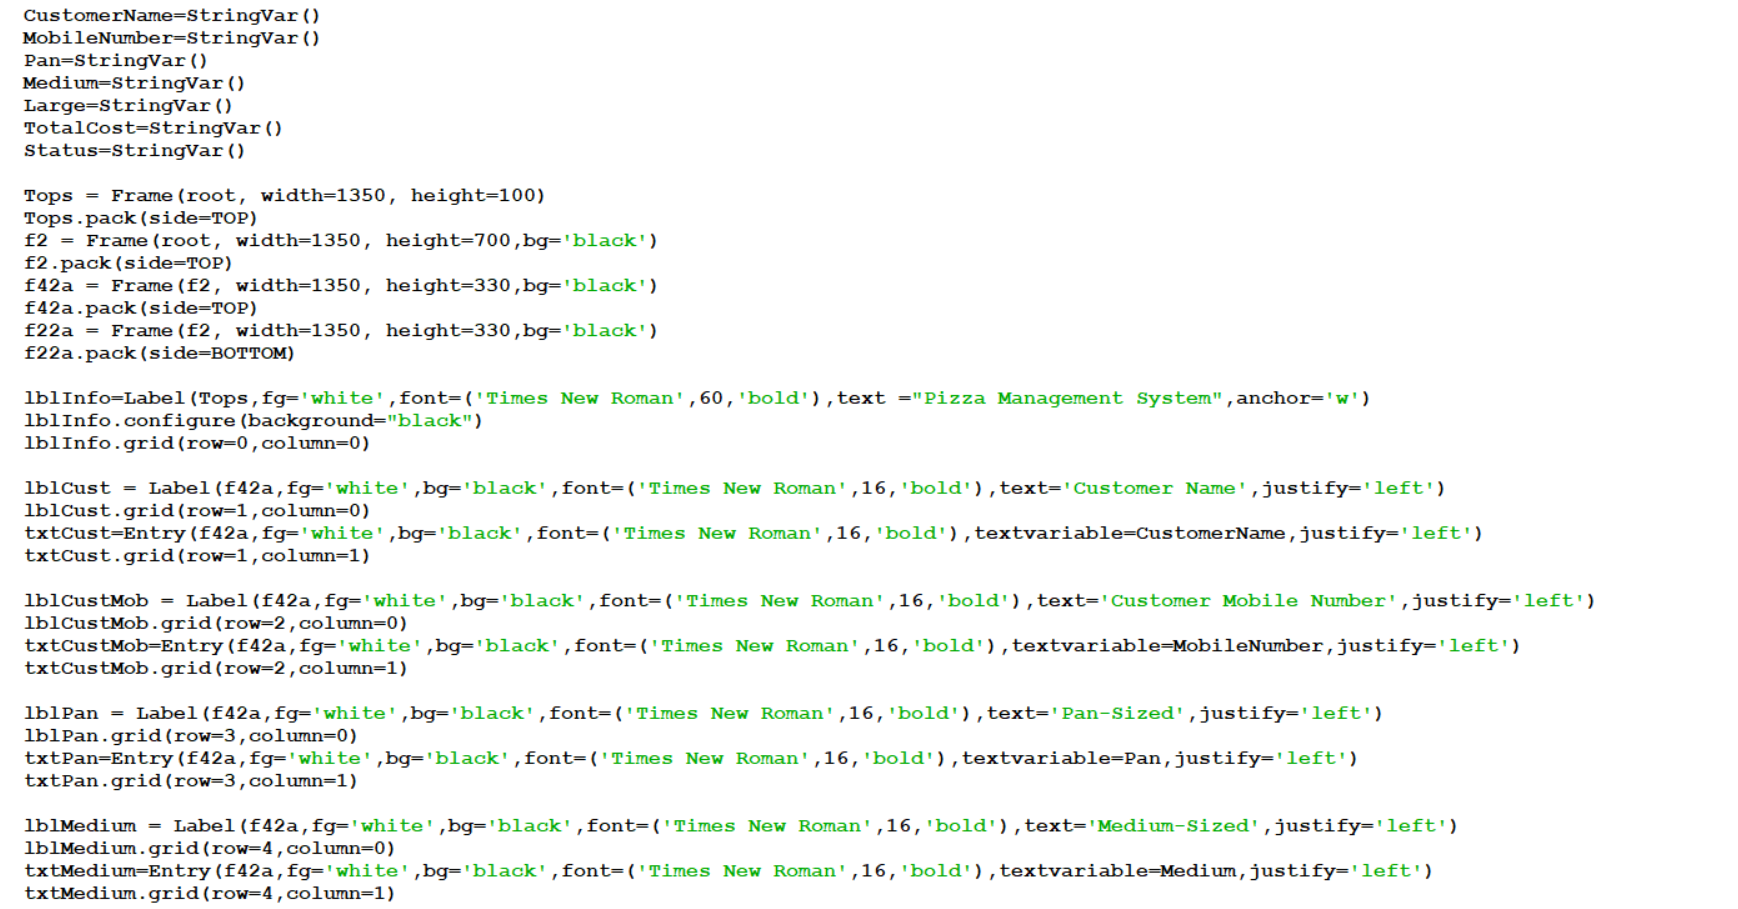 CustomerName=StringVar()
MobileNumber=StringVar()
Pan=StringVar()
Medium=StringVar()
Large=StringVar()
TotalCost=StringVar()
Status=StringVar()

Tops = Frame(root, width=1350, height=100)
Tops.pack(side=TOP)
f2 = Frame(root, width=1350, height=700,bg='black')
f2.pack(side=TOP)
f42a = Frame(f2, width=1350, height=330,bg='black')
f42a.pack(side=TOP)
f22a = Frame(f2, width=1350, height=330,bg='black')
f22a.pack(side=BOTTOM)

lblInfo=Label(Tops,fg='white',font=('Times New Roman',60,'bold'),text ="Pizza Management System",anchor='w')
lblInfo.configure(background="black")
lblInfo.grid(row=0,column=0)

lblCust = Label(f42a,fg='white',bg='black',font=('Times New Roman',16,'bold'),text='Customer Name',justify='left')
lblCust.grid(row=1,column=0)
txtCust=Entry(f42a,fg='white',bg='black',font=('Times New Roman',16,'bold'),textvariable=CustomerName,justify='left')
txtCust.grid(row=1,column=1)

lblCustMob = Label(f42a,fg='white',bg='black',font=('Times New Roman',16,'bold'),text='Customer Mobile Number',justify='left')
lblCustMob.grid(row=2,column=0)
txtCustMob=Entry(f42a,fg='white',bg='black',font=('Times New Roman',16,'bold'),textvariable=MobileNumber,justify='left')
txtCustMob.grid(row=2,column=1)

lblPan = Label(f42a,fg='white',bg='black',font=('Times New Roman',16,'bold'),text='Pan-Sized',justify='left')
lblPan.grid(row=3,column=0)
txtPan=Entry(f42a,fg='white',bg='black',font=('Times New Roman',16,'bold'),textvariable=Pan,justify='left')
txtPan.grid(row=3,column=1)

lblMedium = Label(f42a,fg='white',bg='black',font=('Times New Roman',16,'bold'),text='Medium-Sized',justify='left')
lblMedium.grid(row=4,column=0)
txtMedium=Entry(f42a,fg='white',bg='black',font=('Times New Roman',16,'bold'),textvariable=Medium,justify='left')
txtMedium.grid(row=4,column=1)